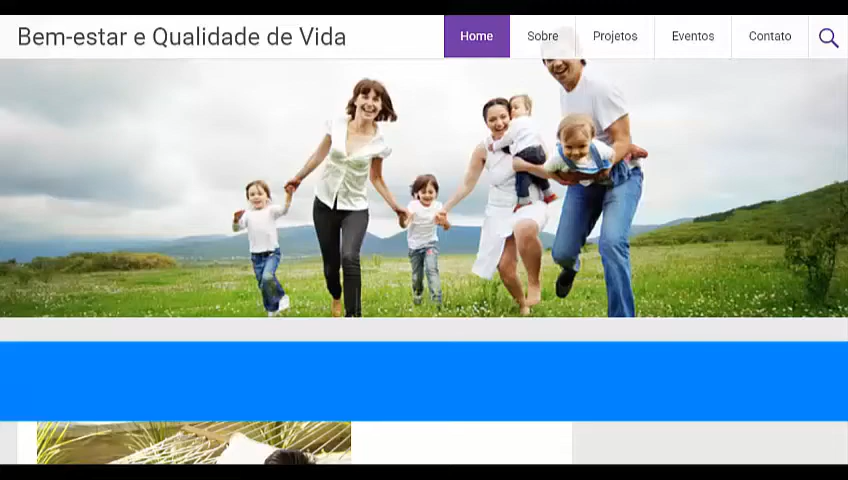 Bem-estar e Qualidade de Vida
Home
Sobre
Projetos
Eventos
Contato